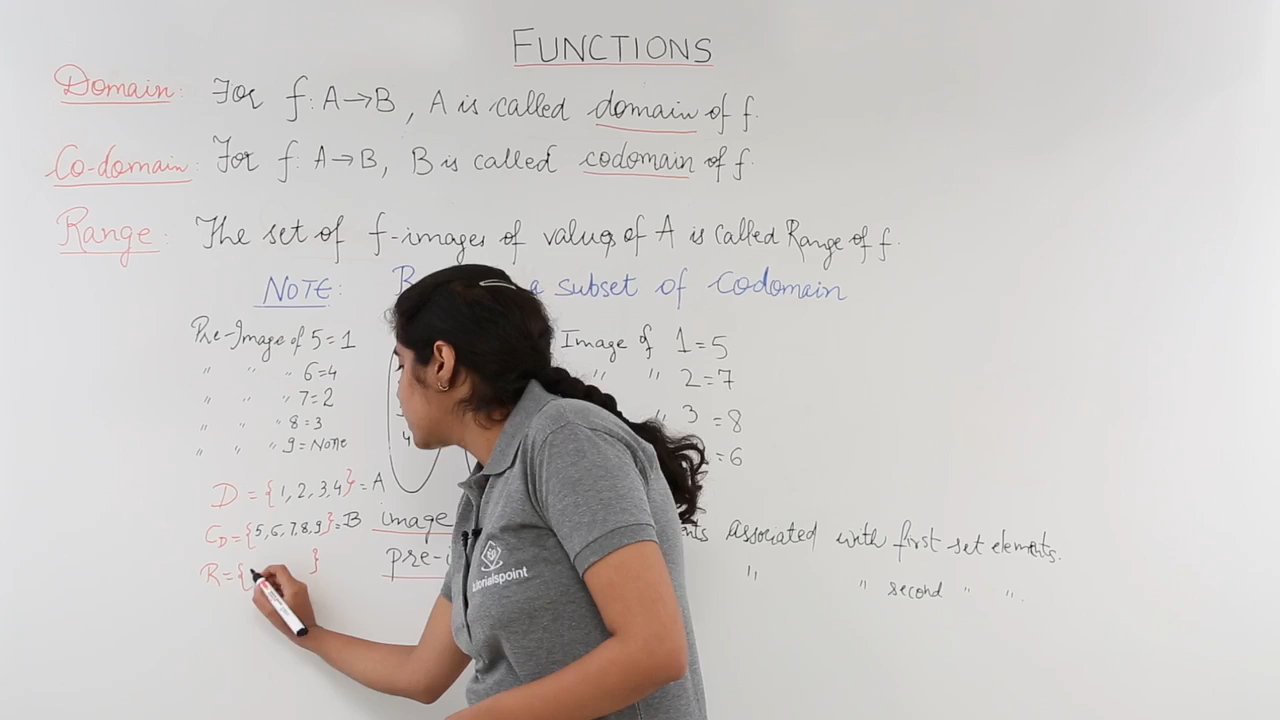 FUNCTIONS
Domain: For f: A→B, A is called domain of f.
Co-domain: For f: A→B, B is called codomain of f.
Range: The set of f-images of values of A is called Range of f.
NOTE: a subset of codomain
Pre-Image of 5=1
" " " 6=4
" " " 7=2
" " " 8=3
" " " 9=None
4
Image of 1=5
" " 2=7
" 3=8
=6
D={1,2,3,4}=A
CD={5,6,7,8,9}=B
R={ }
image associated with first set elements.
pre-i " " second " ".
tutorialspoint